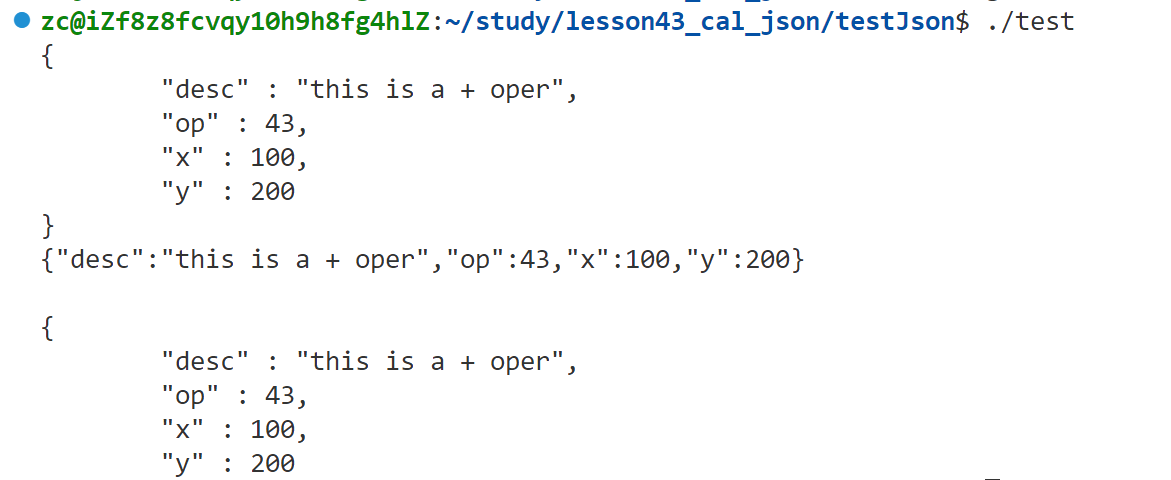 zc@iZf8z8fcvqy10h9h8fg4hlZ:~/study/lesson43_cal_json/testJson$ ./test
{
        "desc" : "this is a + oper",
        "op" : 43,
        "x" : 100,
        "y" : 200
}
{"desc":"this is a + oper","op":43,"x":100,"y":200}

{
        "desc" : "this is a + oper",
        "op" : 43,
        "x" : 100,
        "y" : 200